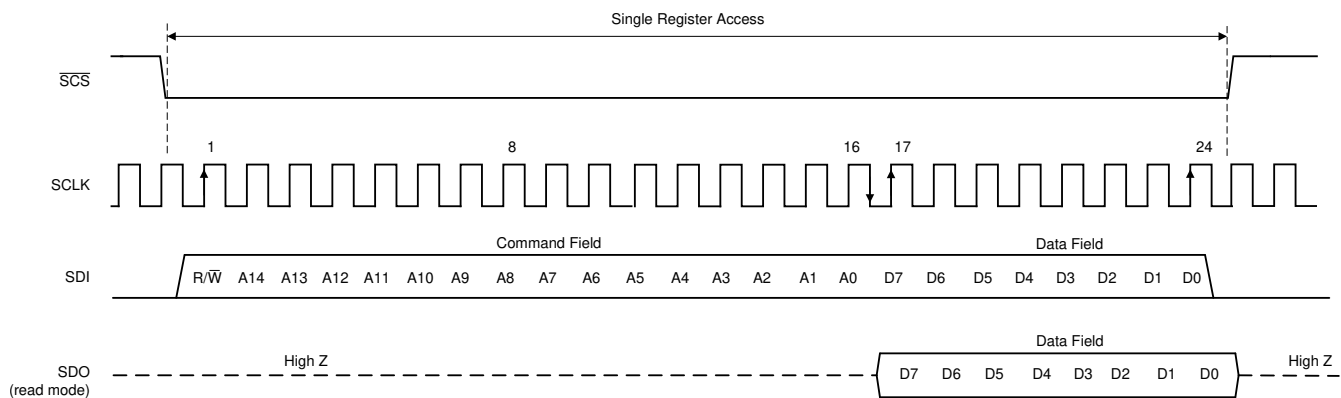 Single Register Access
S̅C̅S̅
1 8 16 17 24
SCLK
Command Field Data Field
SDI R/W̅ A14 A13 A12 A11 A10 A9 A8 A7 A6 A5 A4 A3 A2 A1 A0 D7 D6 D5 D4 D3 D2 D1 D0
Data Field
High Z High Z
SDO D7 D6 D5 D4 D3 D2 D1 D0
(read mode)